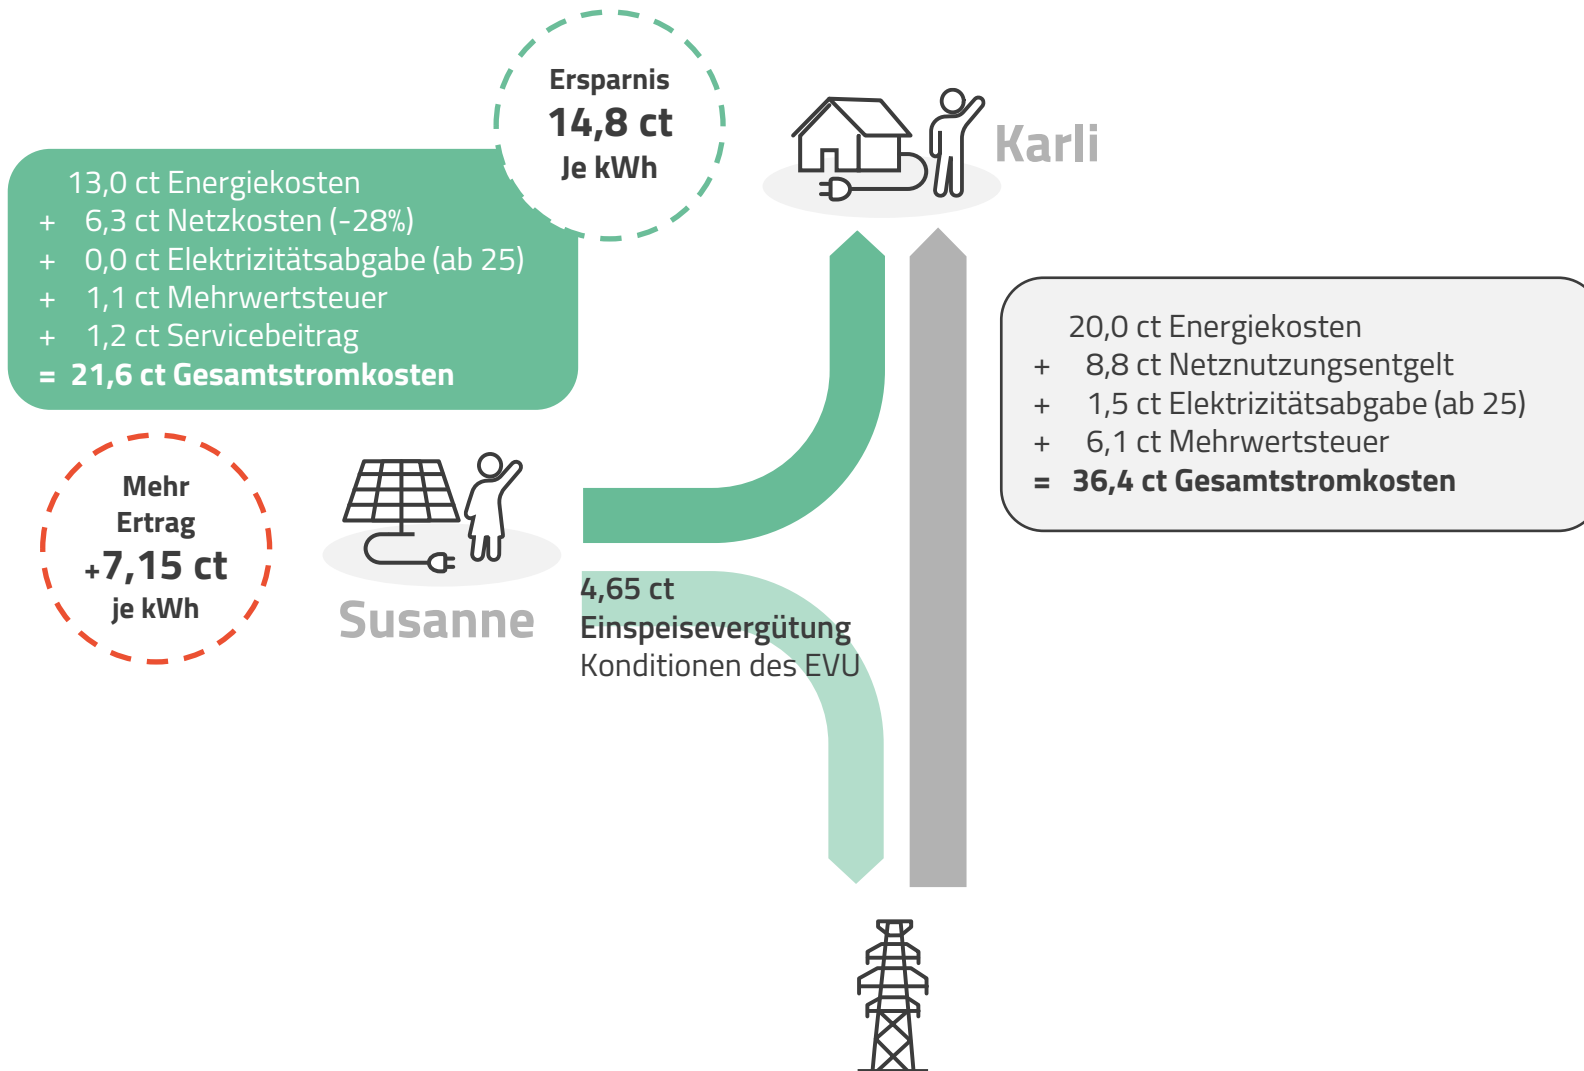 Ersparnis
14,8 ct
Je kWh
Karli
13,0 ct Energiekosten
+ 6,3 ct Netzkosten (-28%)
+ 0,0 ct Elektrizitätsabgabe (ab 25)
+ 1,1 ct Mehrwertsteuer
+ 1,2 ct Servicebeitrag
= 21,6 ct Gesamtstromkosten
20,0 ct Energiekosten
+ 8,8 ct Netznutzungsentgelt
+ 1,5 ct Elektrizitätsabgabe (ab 25)
+ 6,1 ct Mehrwertsteuer
= 36,4 ct Gesamtstromkosten
Mehr
Ertrag
+7,15 ct
je kWh
Susanne
4,65 ct
Einspeisevergütung
Konditionen des EVU